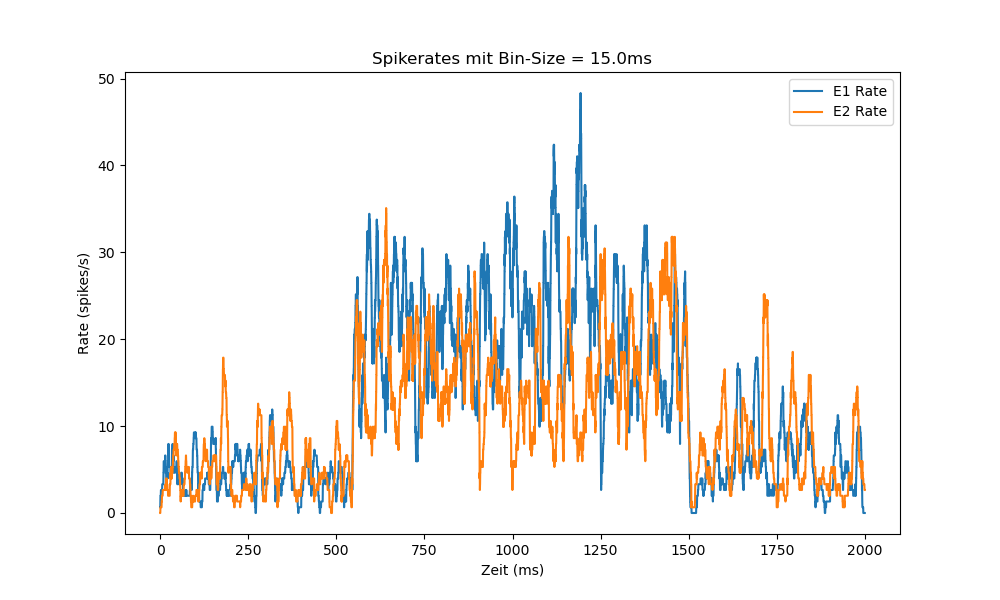 Spikerates mit Bin-Size = 15.0ms
E1 Rate
E2 Rate
Rate (spikes/s)
50
40
30
20
10
0
0 250 500 750 1000 1250 1500 1750 2000
Zeit (ms)